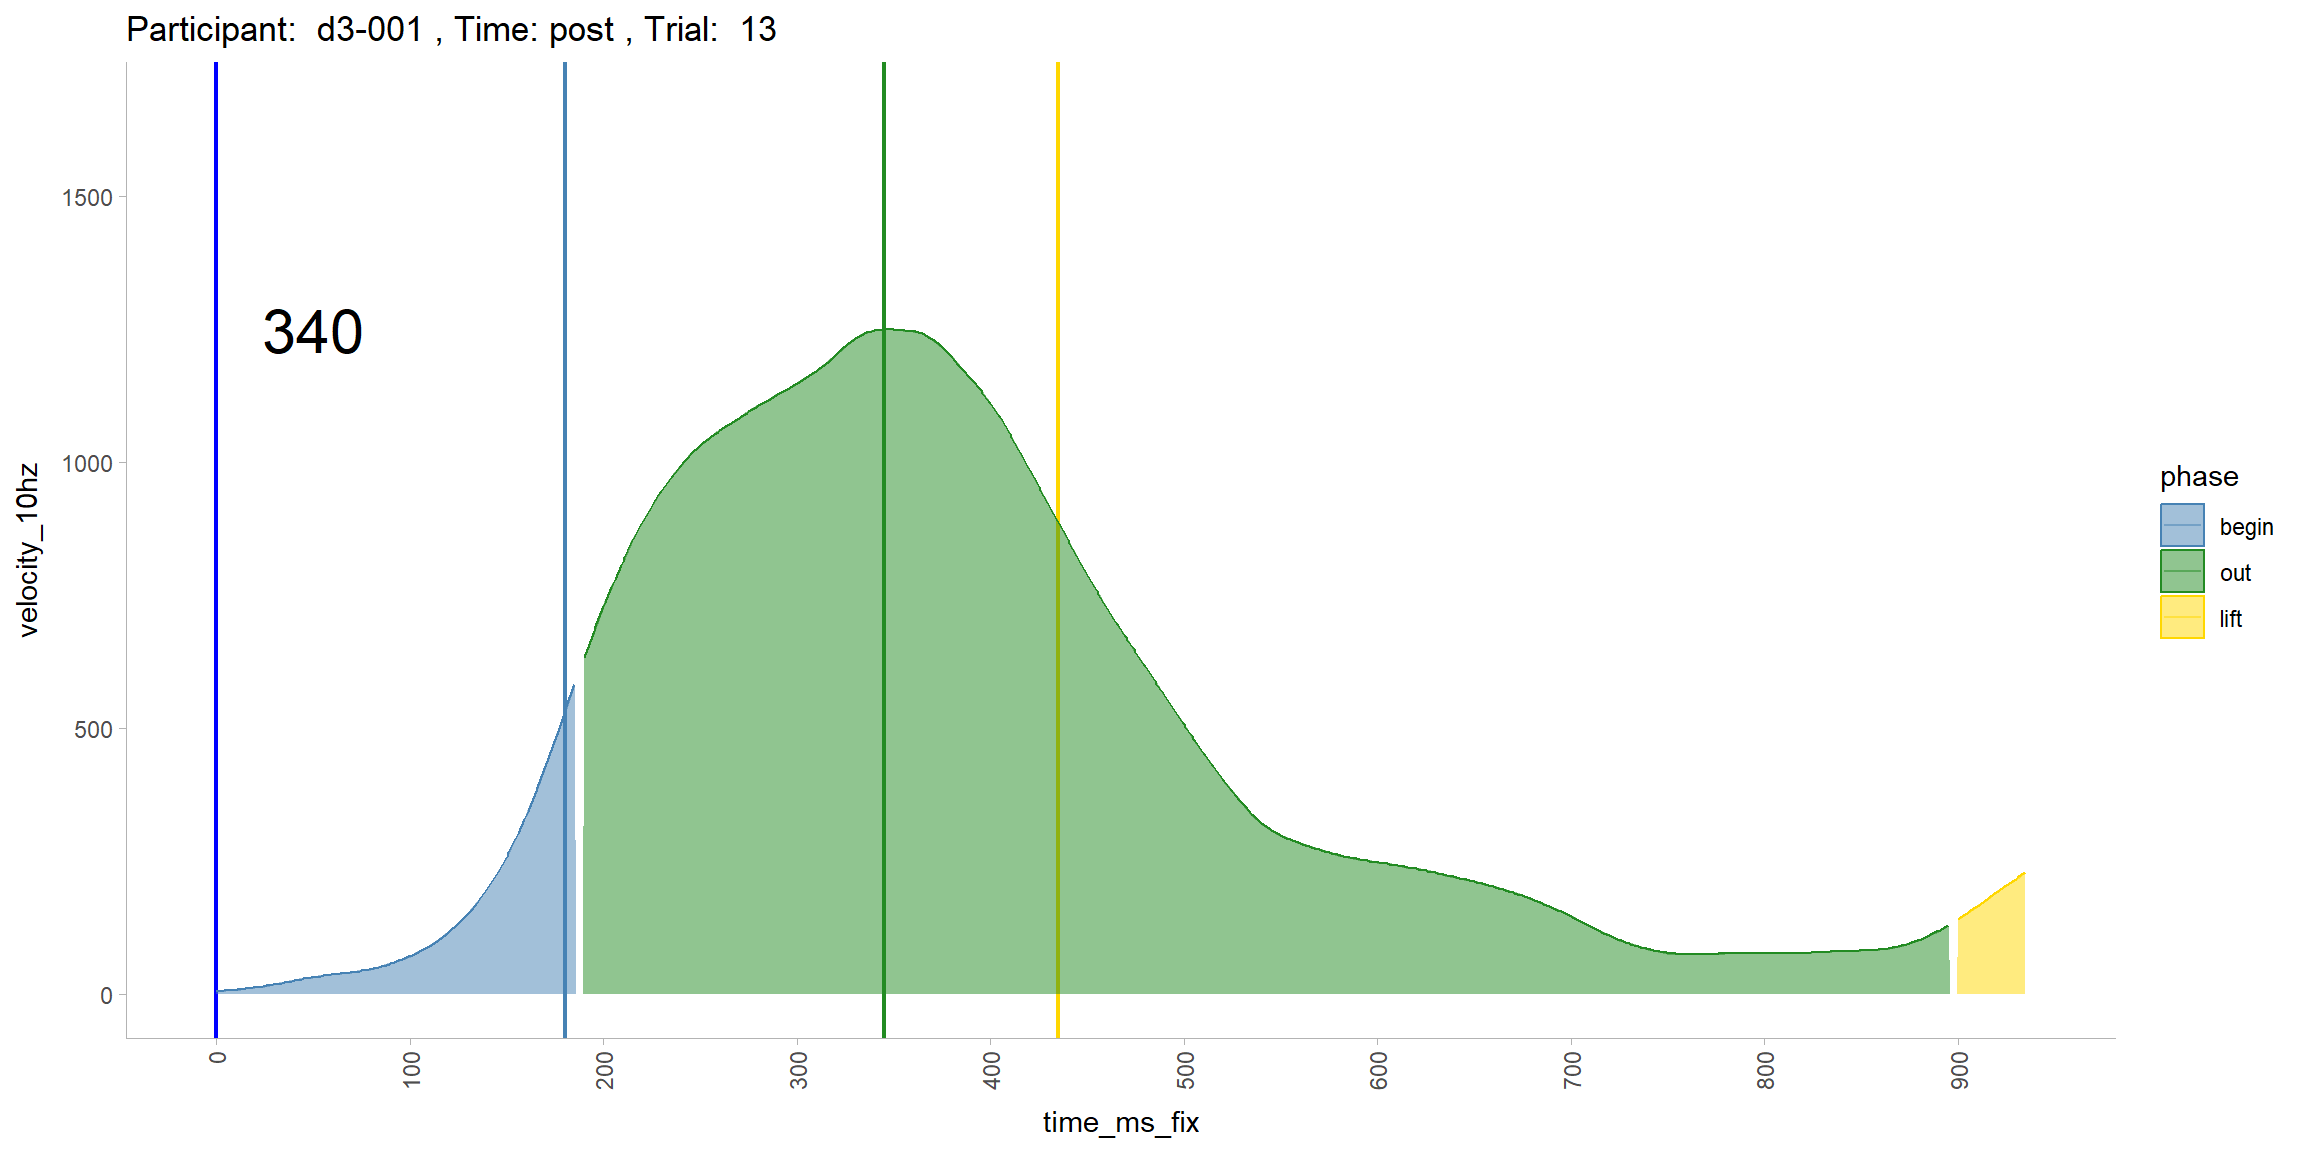 Participant:  d3-001 , Time: post , Trial:  13
340
1500
1000
500
0
velocity_10hz
0 100 200 300 400 500 600 700 800 900
time_ms_fix
phase
begin
out
lift